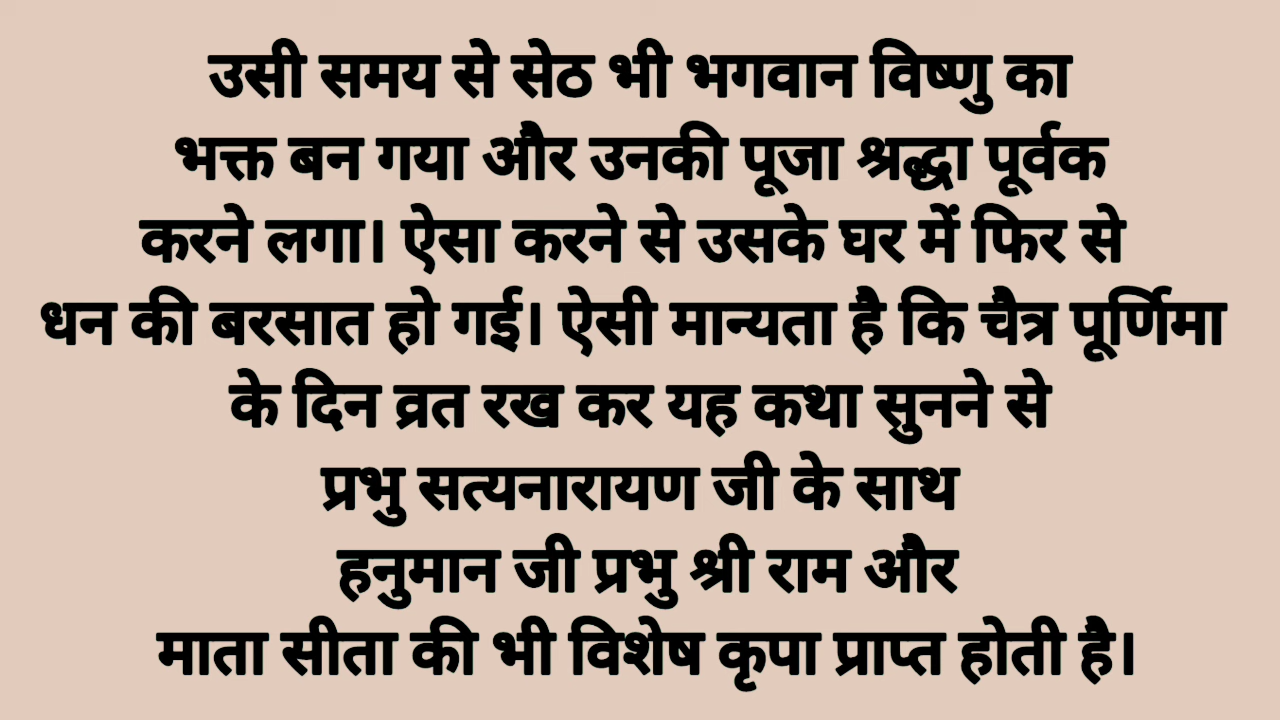 उसी समय से सेठ भी भगवान विष्णु का
भक्त बन गया और उनकी पूजा श्रद्धा पूर्वक
करने लगा। ऐसा करने से उसके घर में फिर से
धन की बरसात हो गई। ऐसी मान्यता है कि चैत्र पूर्णिमा
के दिन व्रत रख कर यह कथा सुनने से
प्रभु सत्यनारायण जी के साथ
हनुमान जी प्रभु श्री राम और
माता सीता की भी विशेष कृपा प्राप्त होती है।